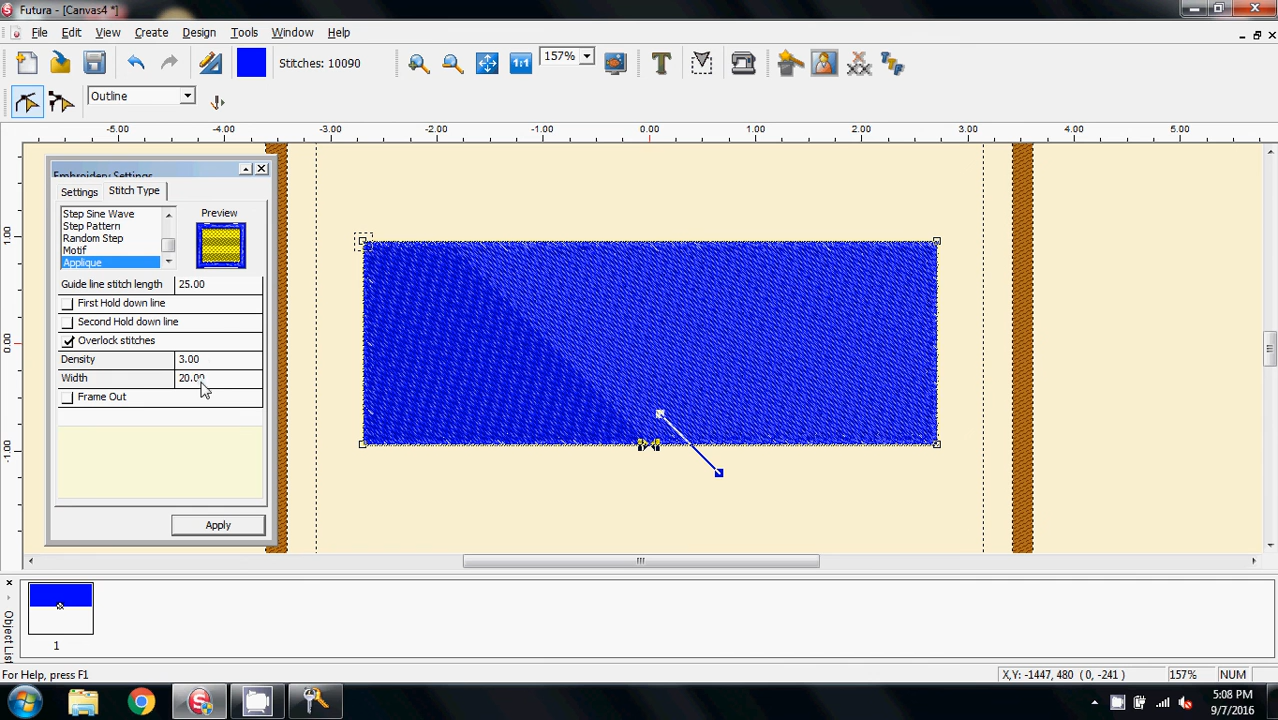 Futura - [Canvas4 *]
File Edit View Create Design Tools Window Help
Stitches: 10090
157%
1:1
Outline
-5.00 -4.00 -3.00 -2.00 -1.00 0.00 1.00 2.00 3.00 4.00 5.00
1.00
0.00
-1.00
Embroidery Settings
Settings Stitch Type
Step Sine Wave
Step Pattern
Random Step
Motif
Applique
Preview
Guide line stitch length 25.00
First Hold down line
Second Hold down line
Overlock stitches
Density 3.00
Width 20.00
Frame Out
Apply
Object List
1
For Help, press F1
X,Y: -1447, 480 ( 0, -241) 157% NUM
5:08 PM
9/7/2016